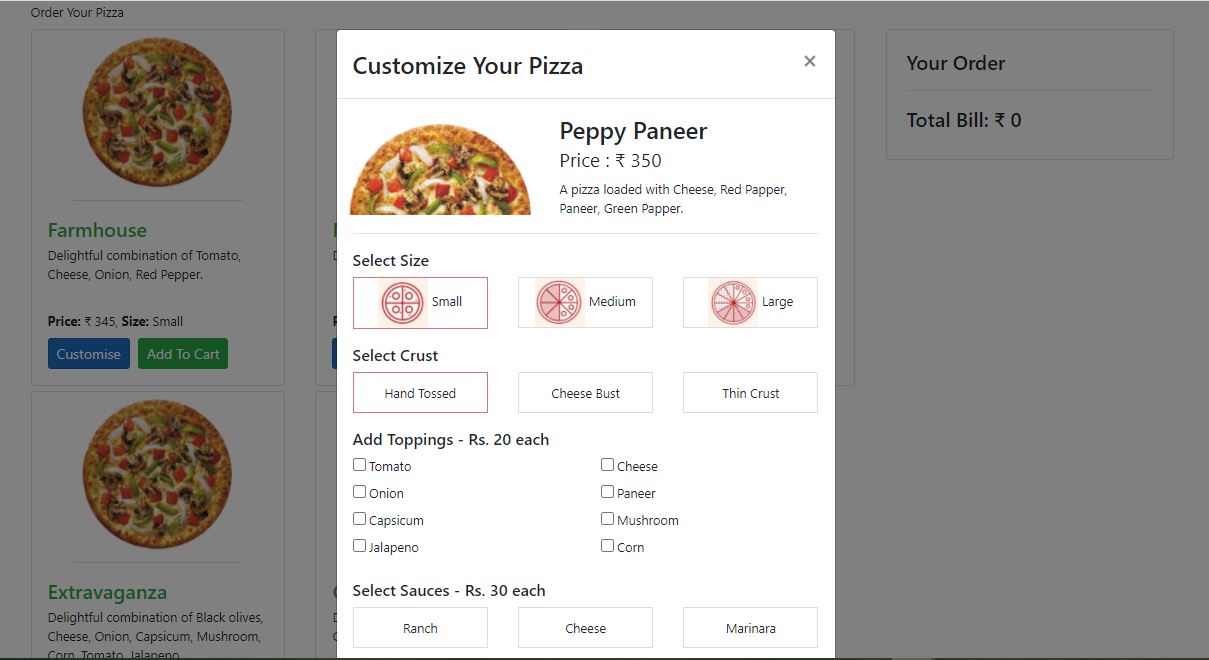 Order Your Pizza
Farmhouse
Delightful combination of Tomato,
Cheese, Onion, Red Pepper.
Price: ₹ 345, Size: Small
Customise Add To Cart
Extravaganza
Delightful combination of Black olives,
Cheese, Onion, Capsicum, Mushroom,
Corn, Tomato, Jalapeno
Customize Your Pizza ×
Peppy Paneer
Price : ₹ 350
A pizza loaded with Cheese, Red Papper,
Paneer, Green Papper.
Select Size
Small Medium Large
Select Crust
Hand Tossed Cheese Bust Thin Crust
Add Toppings - Rs. 20 each
Tomato Cheese
Onion Paneer
Capsicum Mushroom
Jalapeno Corn
Select Sauces - Rs. 30 each
Ranch Cheese Marinara
Your Order
Total Bill: ₹ 0